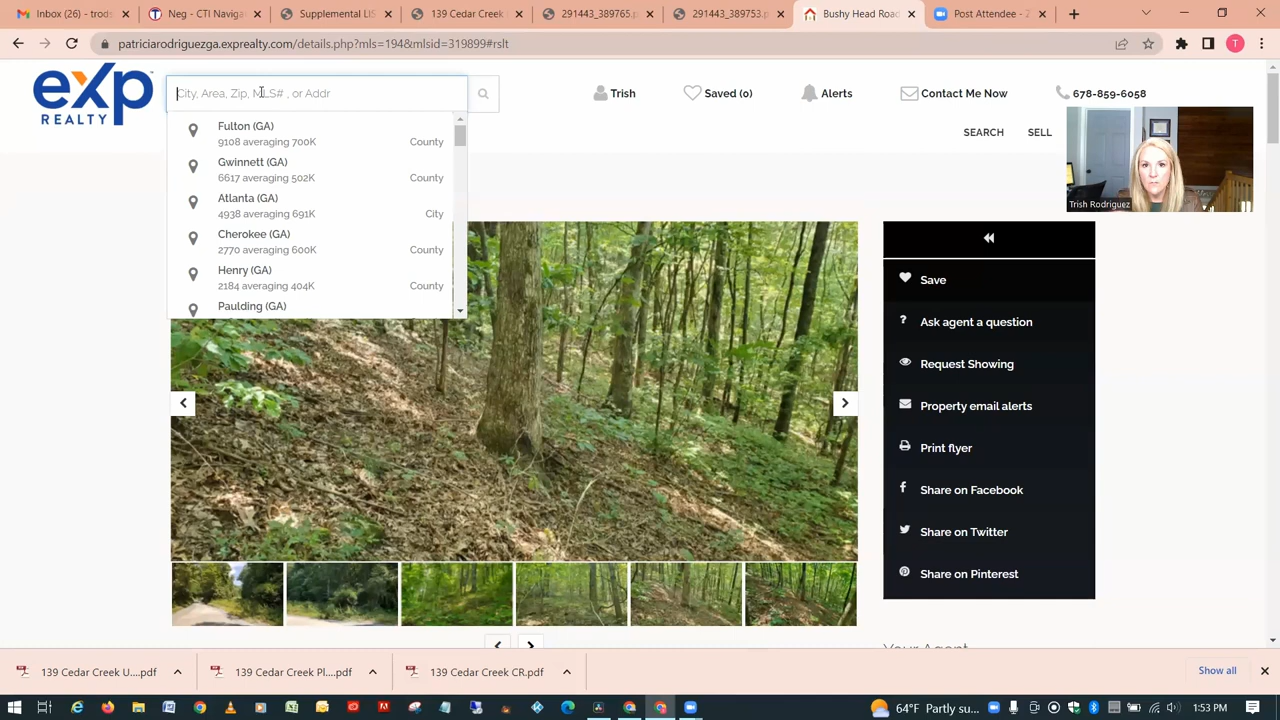 Inbox (26) - trods
Neg - CTI Navigat
Supplemental LIS
139 Cedar Creek
291443_389765.p
291443_389753.p
Bushy Head Road
Post Attendee - Z
patriciarodriguezga.exprealty.com/details.php?mls=194&mlsid=319899#rslt
T
eXp
REALTY
City, Area, Zip, MLS# , or Addr
Trish
Saved (0)
Alerts
Contact Me Now
678-859-6058
SEARCH
SELL
Fulton (GA)
9108 averaging 700K
County
Gwinnett (GA)
6617 averaging 502K
County
Atlanta (GA)
4938 averaging 691K
City
Cherokee (GA)
2770 averaging 600K
County
Henry (GA)
2184 averaging 404K
County
Paulding (GA)
Trish Rodriguez
Save
Ask agent a question
Request Showing
Property email alerts
Print flyer
Share on Facebook
Share on Twitter
Share on Pinterest
139 Cedar Creek U....pdf
139 Cedar Creek Pl....pdf
139 Cedar Creek CR.pdf
Show all
64°F Partly su...
1:53 PM